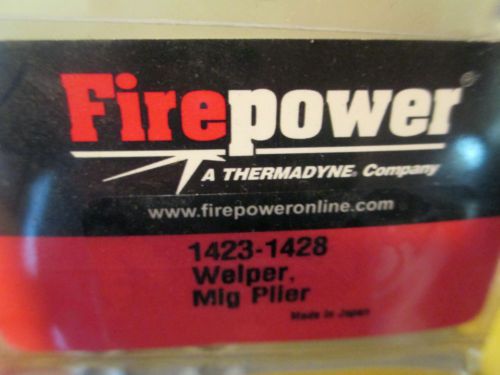 Firepower®
A THERMADYNE® Company
www.firepoweronline.com
1423-1428
Welper,
Mig Plier
Made in Japan